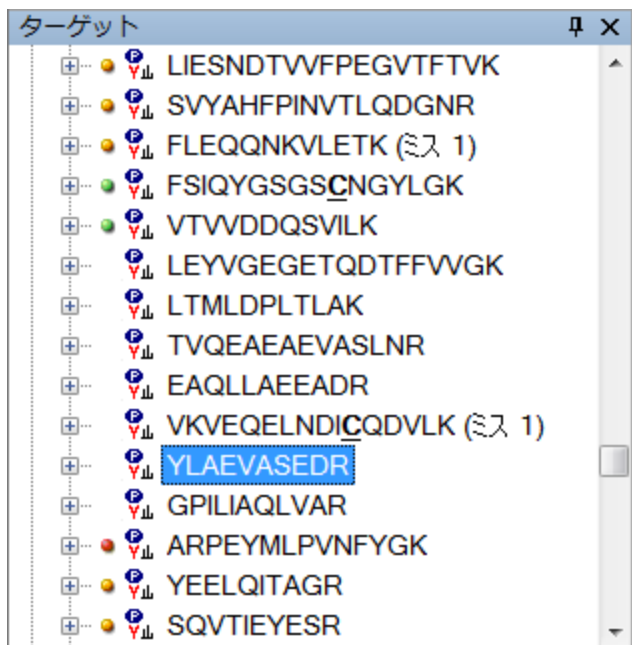 ターゲット
LIESNDTVVFPEGVTFTVK
SVYAHFPINVTLQDGNR
FLEQQNKVLETK (ミス 1)
FSIQYGSGSCNGYLGK
VTVVDDQSVILK
LEYVGEGETQDTFFVVGK
LTMLDPLTLAK
TVQEAEAEVASLNR
EAQLLAEEADR
VKVEQELNDICQDVLK (ミス 1)
YLAEVASEDR
GPILIAQLVAR
ARPEYMLPVNFYGK
YEELQITAGR
SQVTIEYESR